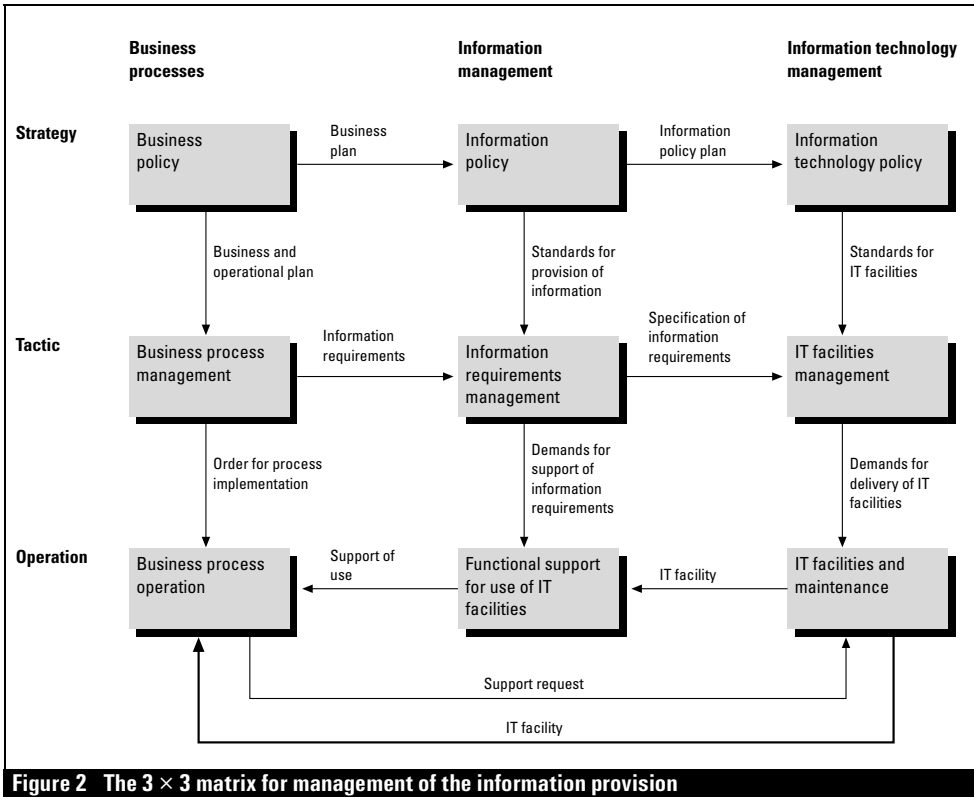 Business
processes
Information
management
Information technology
management
Strategy
Business
policy
Business
plan
Information
policy
Information
policy plan
Information
technology policy
Business and
operational plan
Standards for
provision of
information
Standards for
IT facilities
Tactic
Business process
management
Information
requirements
Information
requirements
management
Specification of
information
requirements
IT facilities
management
Order for process
implementation
Demands for
support of
information
requirements
Demands for
delivery of IT
facilities
Operation
Business process
operation
Support of
use
Functional support
for use of IT
facilities
IT facility
IT facilities and
maintenance
Support request
IT facility
Figure 2 The 3 × 3 matrix for management of the information provision